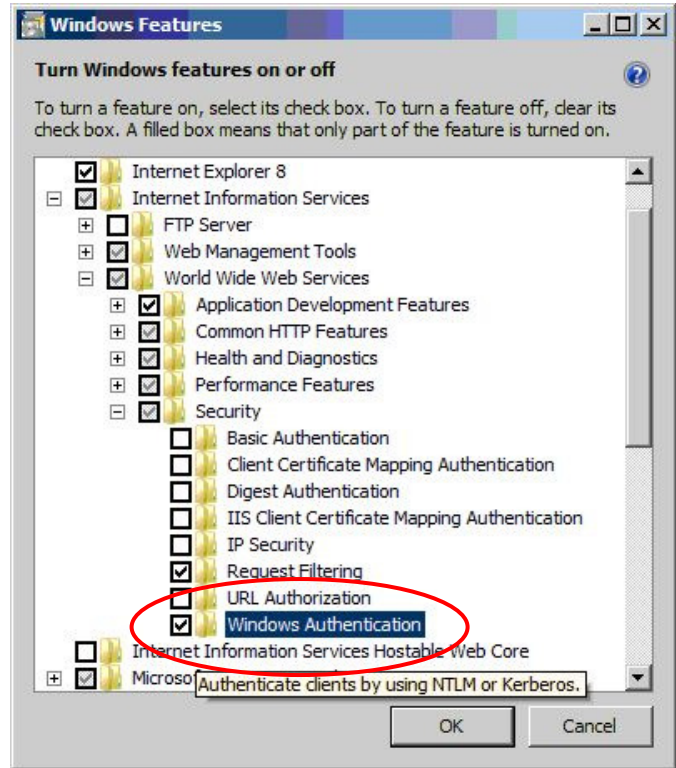 Windows Features
Turn Windows features on or off
To turn a feature on, select its check box. To turn a feature off, clear its
check box. A filled box means that only part of the feature is turned on.
Internet Explorer 8
Internet Information Services
FTP Server
Web Management Tools
World Wide Web Services
Application Development Features
Common HTTP Features
Health and Diagnostics
Performance Features
Security
Basic Authentication
Client Certificate Mapping Authentication
Digest Authentication
IIS Client Certificate Mapping Authentication
IP Security
Request Filtering
URL Authorization
Windows Authentication
Internet Information Services Hostable Web Core
Authenticate clients by using NTLM or Kerberos.
OK Cancel